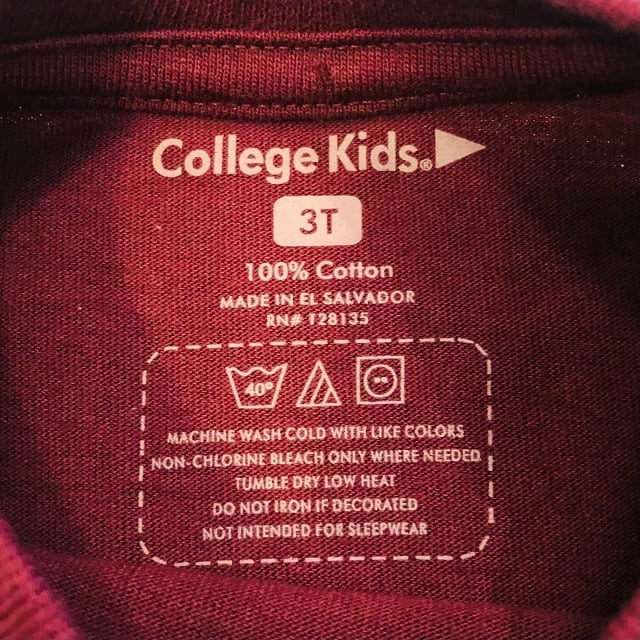 College Kids®
3T
100% Cotton
MADE IN EL SALVADOR
RN# 128135
40°
MACHINE WASH COLD WITH LIKE COLORS
NON-CHLORINE BLEACH ONLY WHERE NEEDED
TUMBLE DRY LOW HEAT
DO NOT IRON IF DECORATED
NOT INTENDED FOR SLEEPWEAR